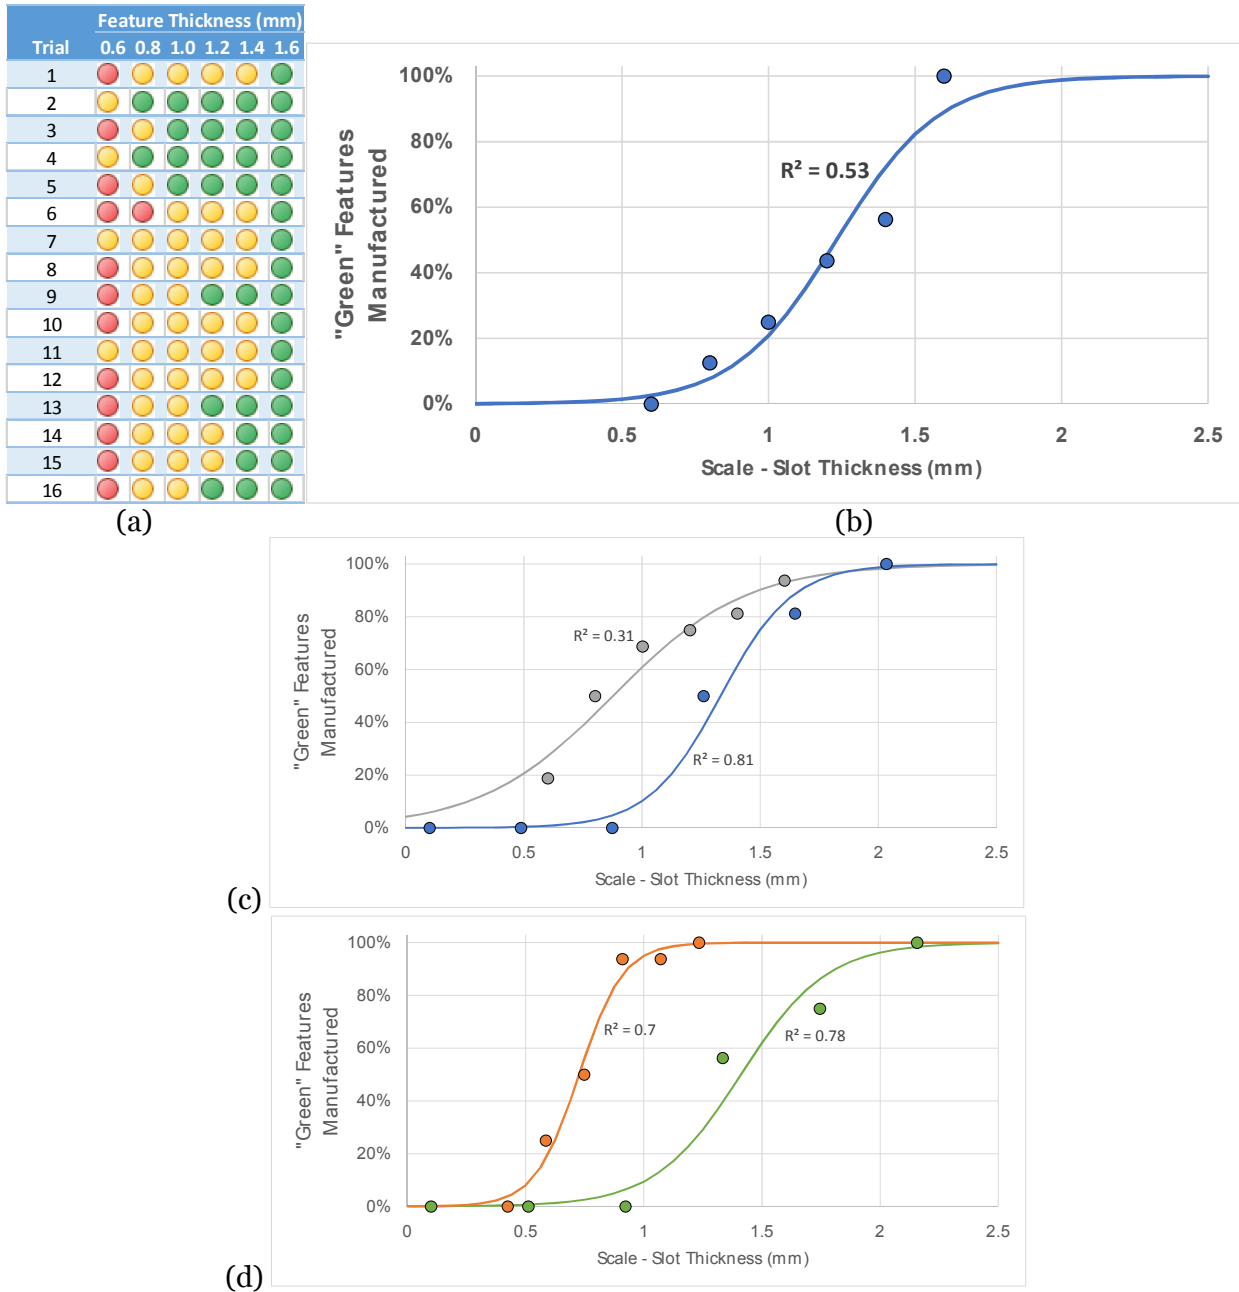 Feature Thickness (mm)
Trial 0.6 0.8 1.0 1.2 1.4 1.6
1
2
3
4
5
6
7
8
9
10
11
12
13
14
15
16
(a)
"Green" Features
Manufactured
100%
80%
60%
40%
20%
0%
R² = 0.53
0 0.5 1 1.5 2 2.5
Scale - Slot Thickness (mm)
(b)
"Green" Features
Manufactured
100%
80%
60%
40%
20%
0%
R² = 0.31
R² = 0.81
0 0.5 1 1.5 2 2.5
Scale - Slot Thickness (mm)
(c)
"Green" Features
Manufactured
100%
80%
60%
40%
20%
0%
R² = 0.7
R² = 0.78
0 0.5 1 1.5 2 2.5
Scale - Slot Thickness (mm)
(d)